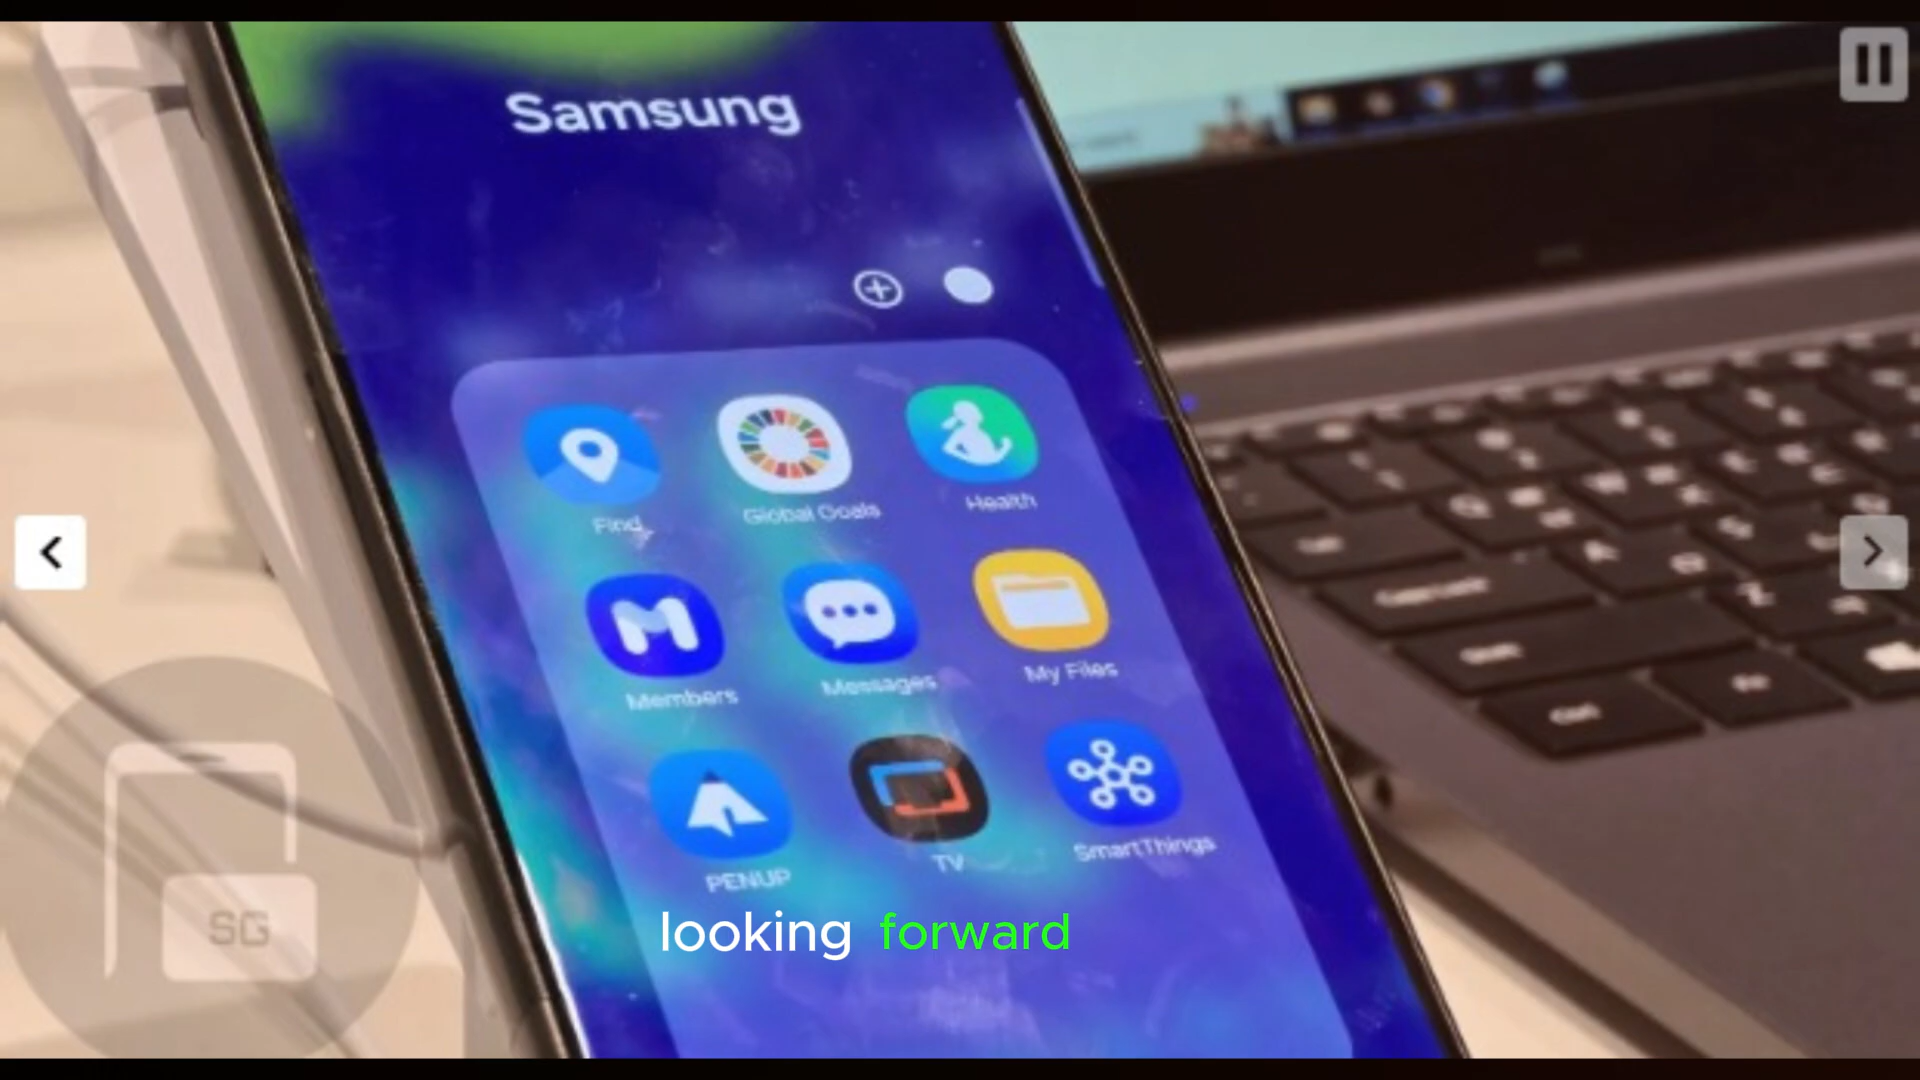 Samsung
Find
Global Goals
Health
Members
Messages
My Files
PENUP
TV
SmartThings
looking forward
SG